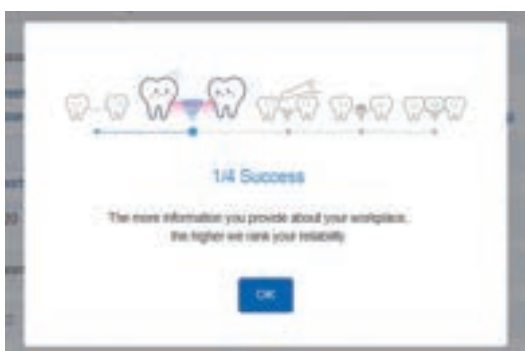 1/4 Success
The more information you provide about your workplace,
the higher we rank your reliability
OK